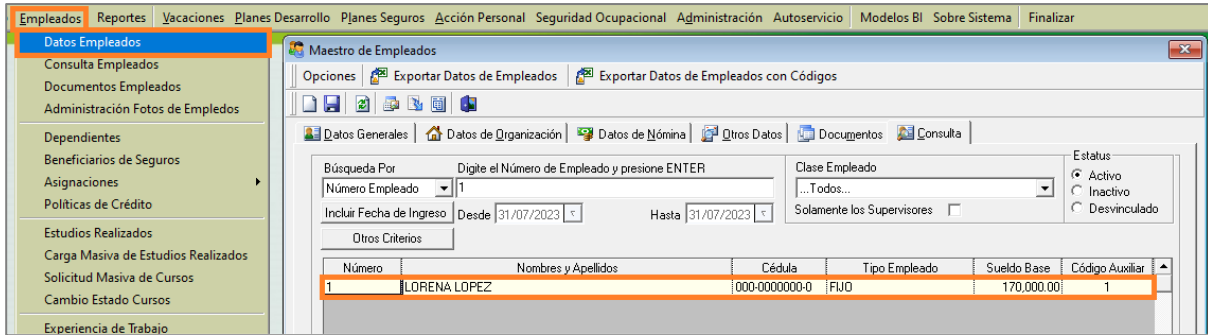 Empleados Reportes Vacaciones Planes Desarrollo Planes Seguros Acción Personal Seguridad Ocupacional Administración Autoservicio Modelos BI Sobre Sistema Finalizar
Datos Empleados
Consulta Empleados
Documentos Empleados
Administración Fotos de Empledos
Dependientes
Beneficiarios de Seguros
Asignaciones
Políticas de Crédito
Estudios Realizados
Carga Masiva de Estudios Realizados
Solicitud Masiva de Cursos
Cambio Estado Cursos
Experiencia de Trabajo
Maestro de Empleados
Opciones Exportar Datos de Empleados Exportar Datos de Empleados con Códigos
Datos Generales Datos de Organización Datos de Nómina Otros Datos Documentos Consulta
Búsqueda Por Digite el Número de Empleado y presione ENTER Clase Empleado Estatus
Número Empleado 1 ...Todos... Activo
Inactivo
Incluir Fecha de Ingreso Desde 31/07/2023 Hasta 31/07/2023 Solamente los Supervisores Desvinculado
Otros Criterios
Número Nombres y Apellidos Cédula Tipo Empleado Sueldo Base Código Auxiliar
1 LORENA LOPEZ 000-0000000-0 FIJO 170,000.00 1